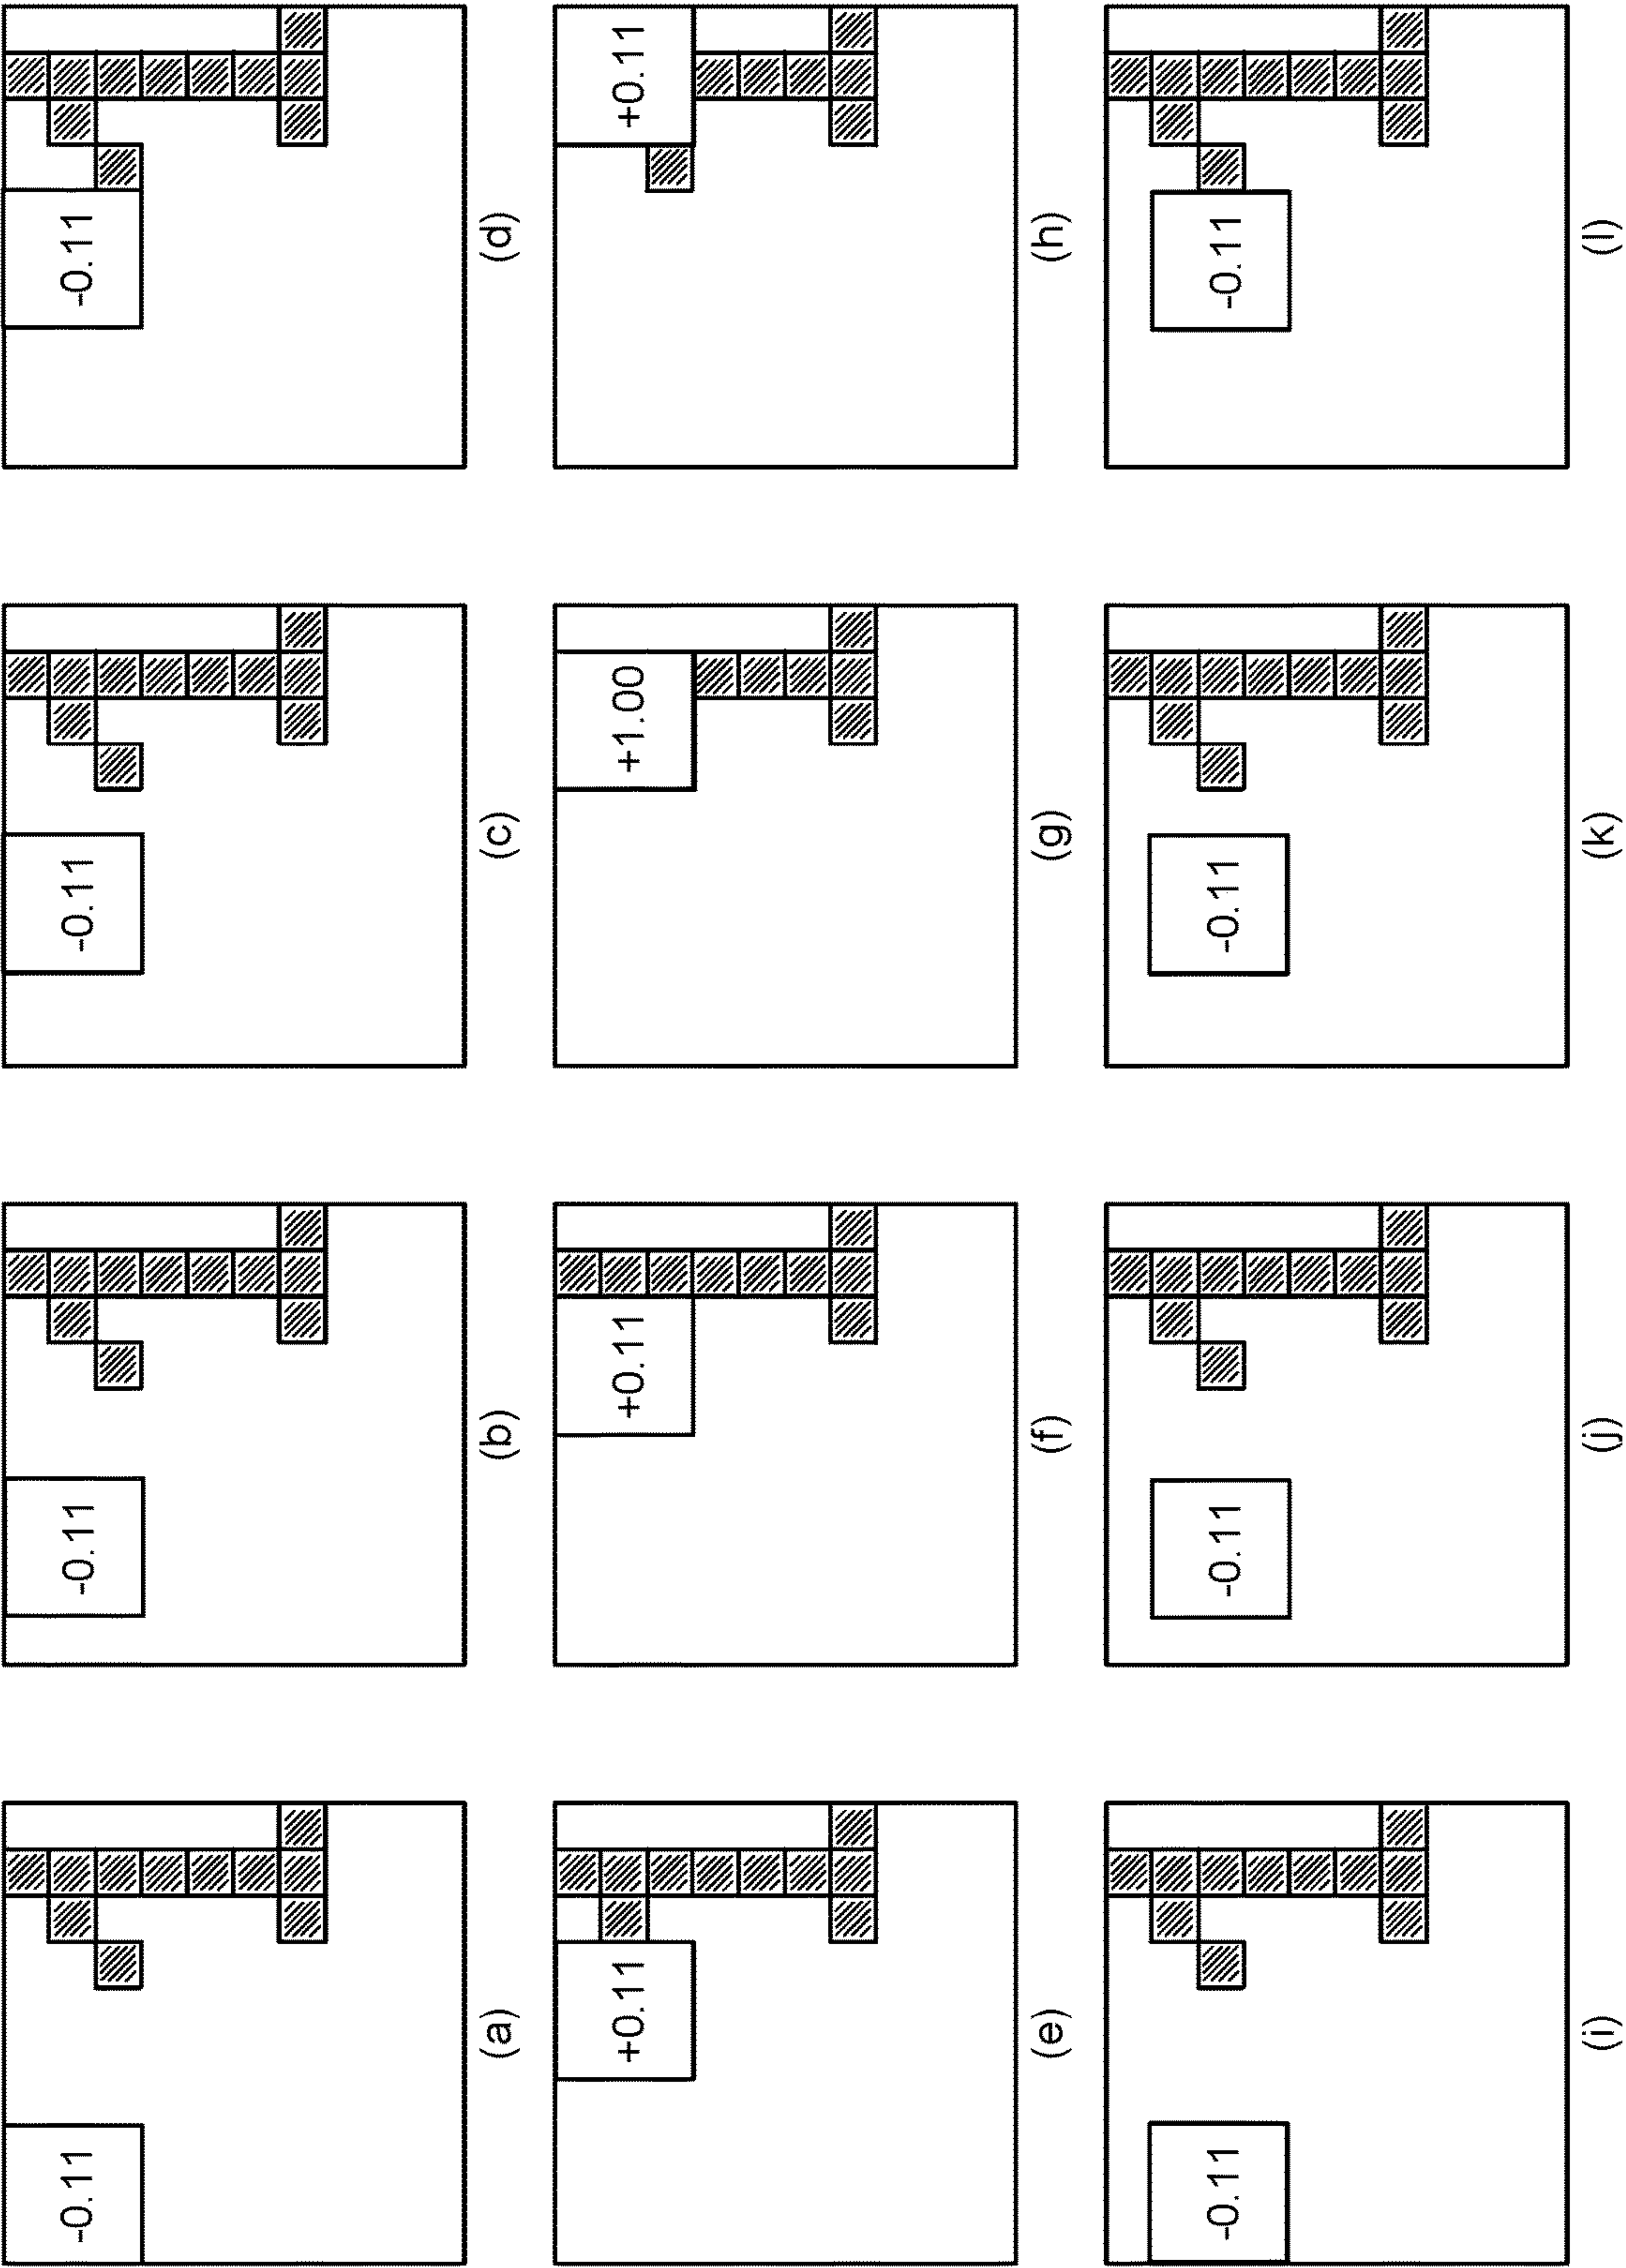 -0.11
(a)
-0.11
(b)
-0.11
(c)
-0.11
(d)
+0.11
(e)
+0.11
(f)
+1.00
(g)
+0.11
(h)
-0.11
(i)
-0.11
(j)
-0.11
(k)
-0.11
(l)